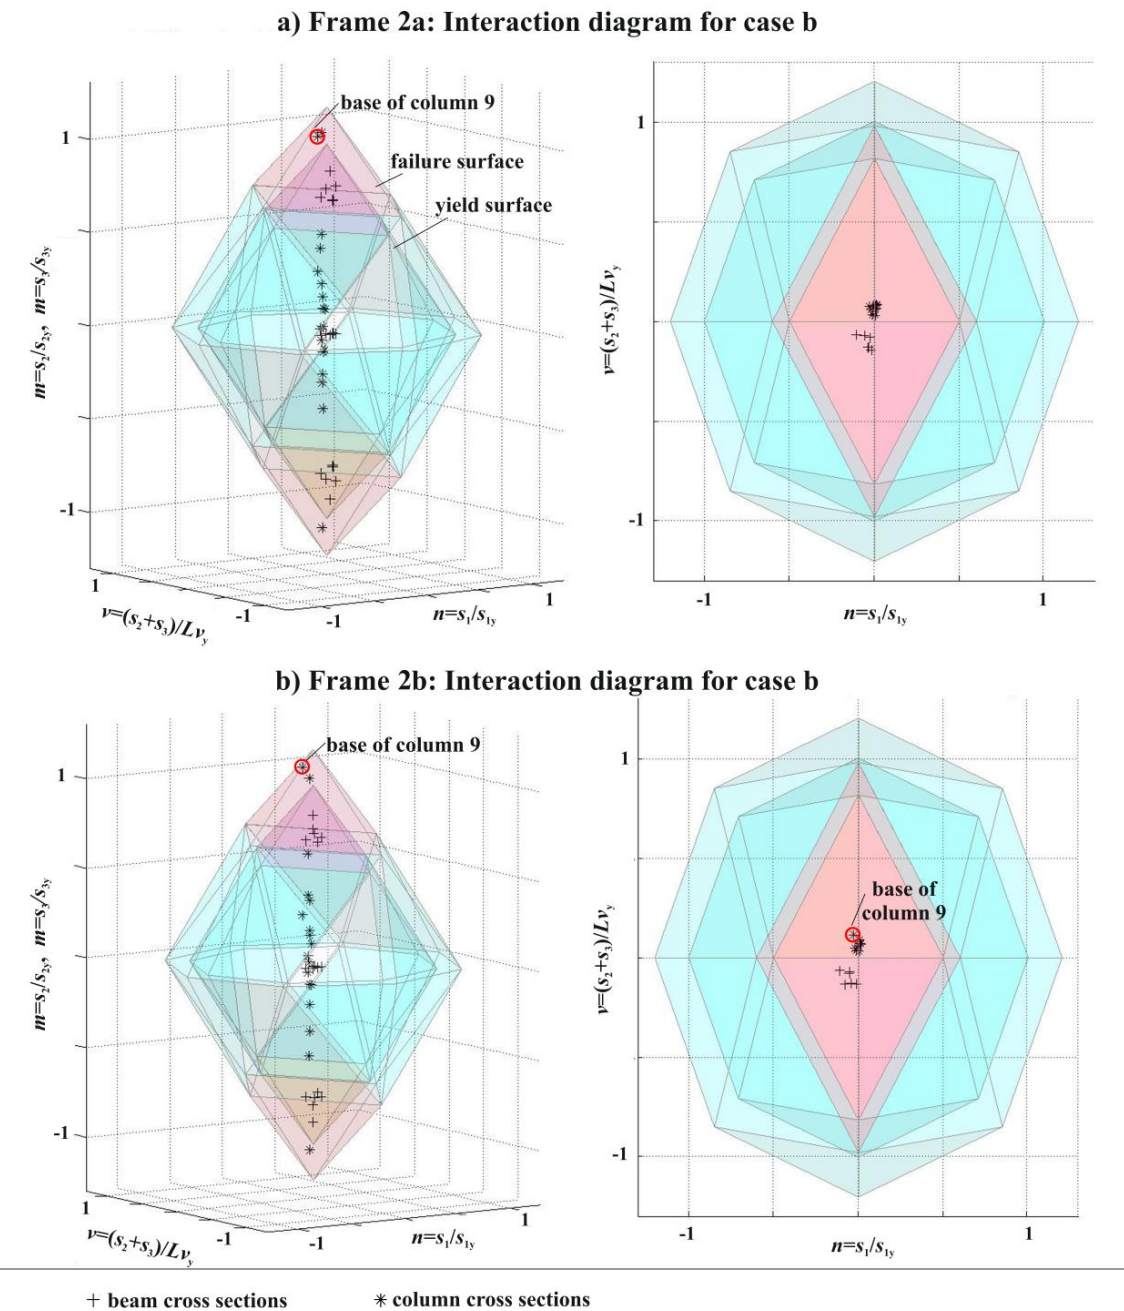 a) Frame 2a: Interaction diagram for case b
base of column 9
failure surface
yield surface
1
-1
m=s₂/s₂y, m=s₃/s₃y
1
-1
ν=(s₂+s₃)/Lνy
-1
1
n=s₁/s₁y
1
-1
ν=(s₂+s₃)/Lνy
-1
1
n=s₁/s₁y
b) Frame 2b: Interaction diagram for case b
base of column 9
1
-1
m=s₂/s₂y, m=s₃/s₃y
1
-1
ν=(s₂+s₃)/Lνy
-1
1
n=s₁/s₁y
base of
column 9
1
-1
ν=(s₂+s₃)/Lνy
-1
1
n=s₁/s₁y
+ beam cross sections
* column cross sections